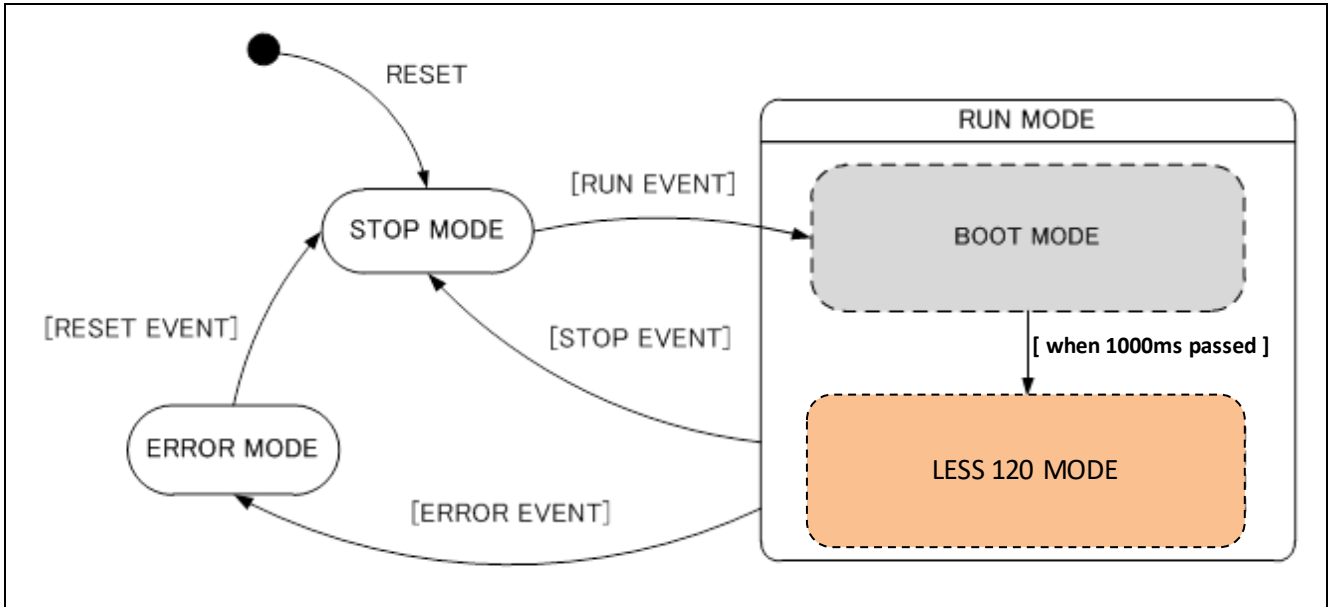 RESET
RUN MODE
[RUN EVENT]
STOP MODE
BOOT MODE
[RESET EVENT]
[STOP EVENT]
[ when 1000ms passed ]
ERROR MODE
LESS 120 MODE
[ERROR EVENT]